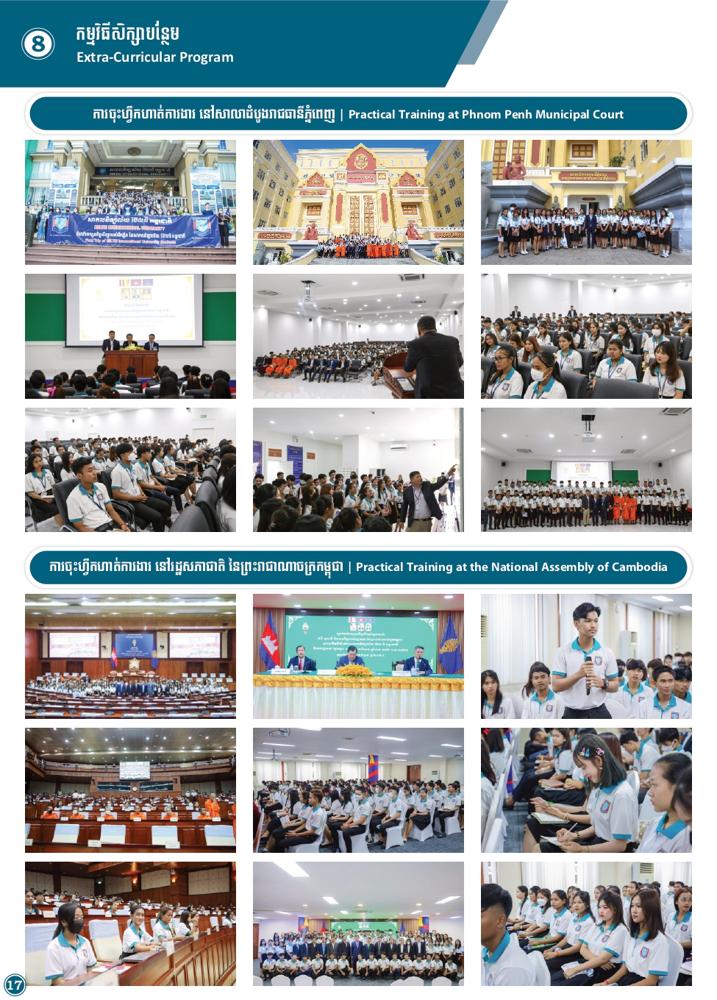 8
កម្មវិធីសិក្សាបន្ថែម
Extra-Curricular Program
ការចុះហ្វឹកហាត់ការងារ នៅសាលាដំបូងរាជធានីភ្នំពេញ | Practical Training at Phnom Penh Municipal Court
ការចុះហ្វឹកហាត់ការងារ នៅរដ្ឋសភាជាតិ នៃព្រះរាជាណាចក្រកម្ពុជា | Practical Training at the National Assembly of Cambodia
17